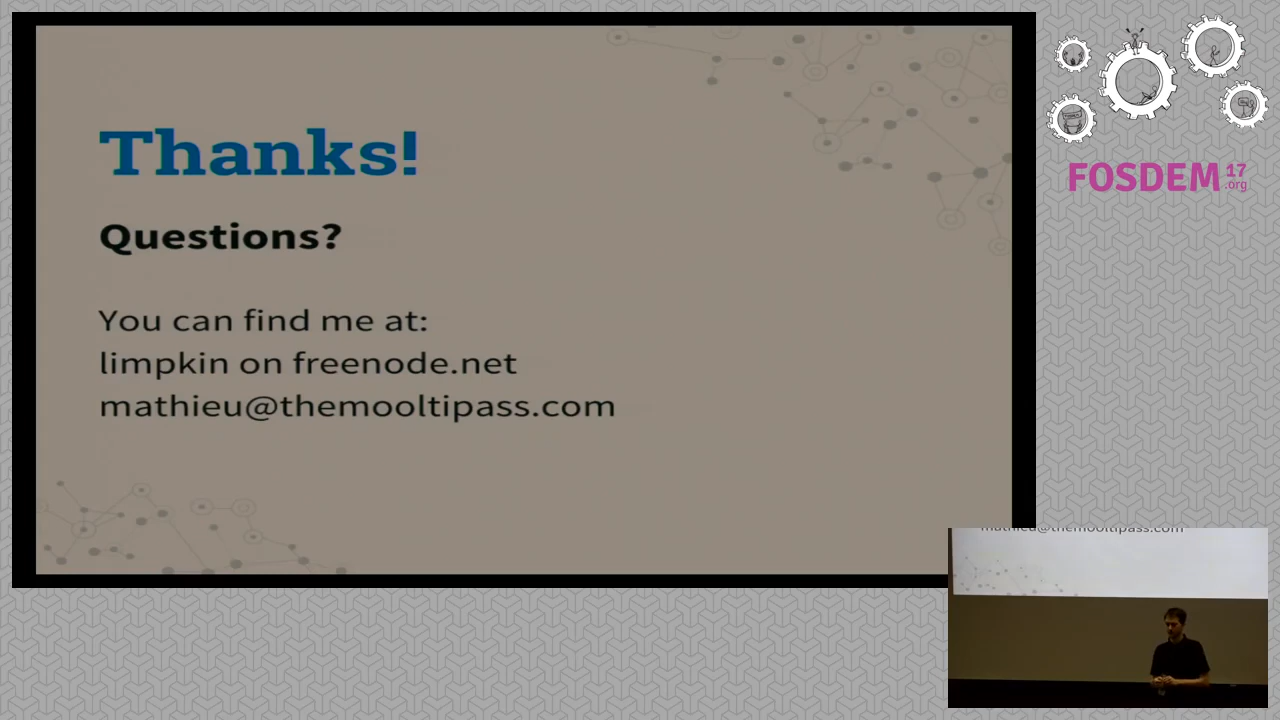 Thanks!
Questions?
You can find me at:
limpkin on freenode.net
mathieu@themooltipass.com
FOSDEM 17
.org
mathieu@themooltipass.com